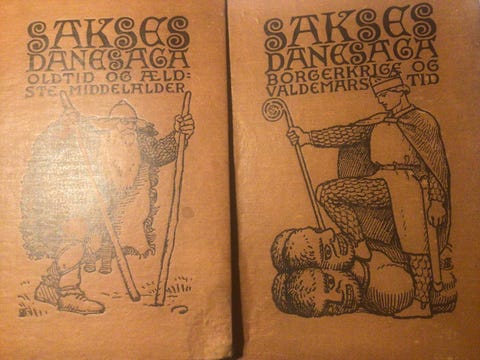 SAKSES
DANESAGA
OLDTID OG ÆLD=
STE MIDDELALDER
SAKSES
DANESAGA
BORGERKRIGE OG
VALDEMARS TID